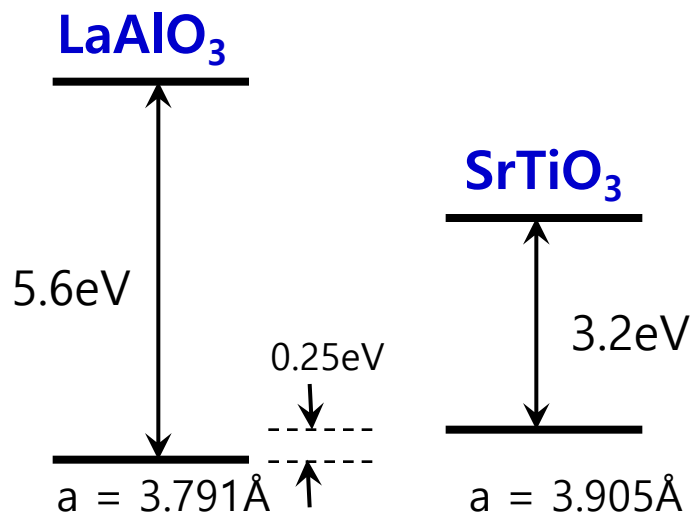 LaAlO₃
SrTiO₃
5.6eV
3.2eV
0.25eV
a = 3.791Å
a = 3.905Å